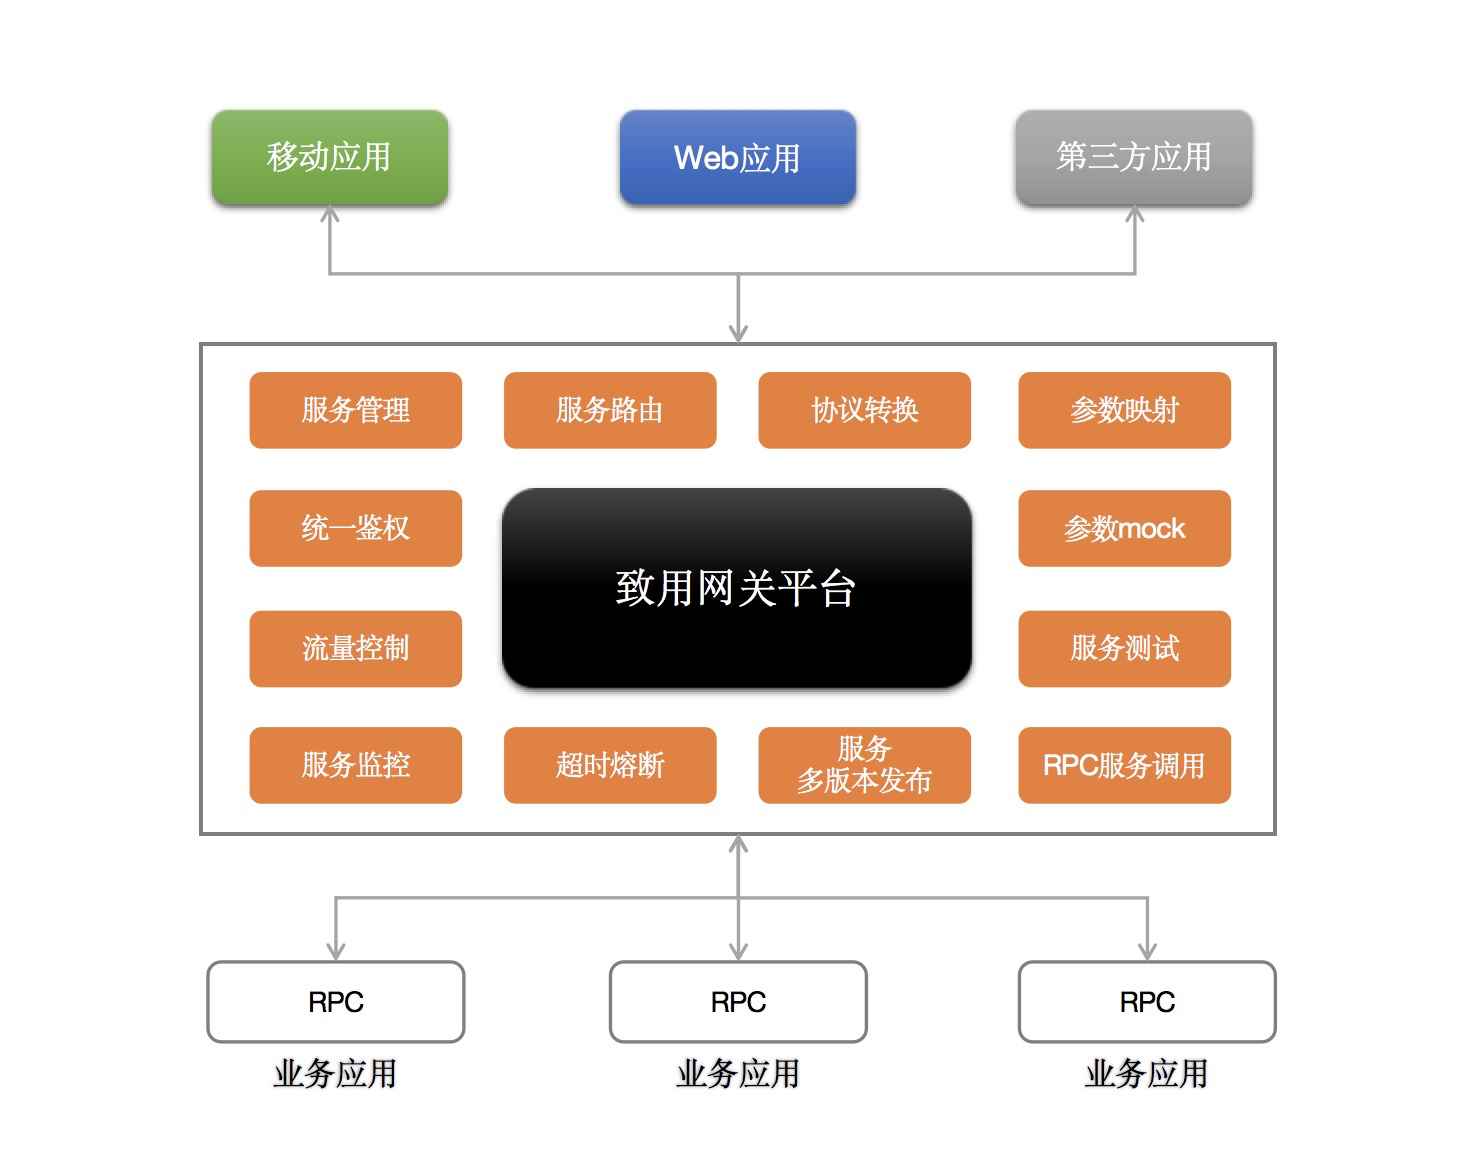 移动应用
Web应用
第三方应用
服务管理
服务路由
协议转换
参数映射
统一鉴权
参数mock
致用网关平台
流量控制
服务测试
服务监控
超时熔断
服务
多版本发布
RPC服务调用
RPC
RPC
RPC
业务应用
业务应用
业务应用